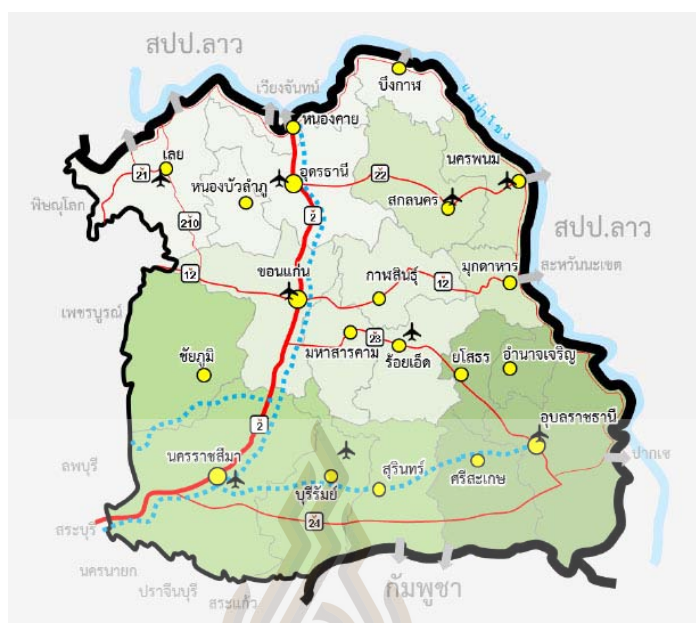 สปป.ลาว
เวียงจันทน์
บึงกาฬ
แม่น้ำโขง
หนองคาย
เลย
21
อุดรธานี
22
นครพนม
หนองบัวลำภู
สกลนคร
พิษณุโลก
210
2
สปป.ลาว
12
ขอนแก่น
กาฬสินธุ์
มุกดาหาร
สะหวันนะเขต
12
เพชรบูรณ์
มหาสารคาม
23
ร้อยเอ็ด
ยโสธร
อำนาจเจริญ
ชัยภูมิ
2
อุบลราชธานี
ปากเซ
ลพบุรี
นครราชสีมา
บุรีรัมย์
สุรินทร์
ศรีสะเกษ
24
สระบุรี
นครนายก
ปราจีนบุรี
สระแก้ว
กัมพูชา